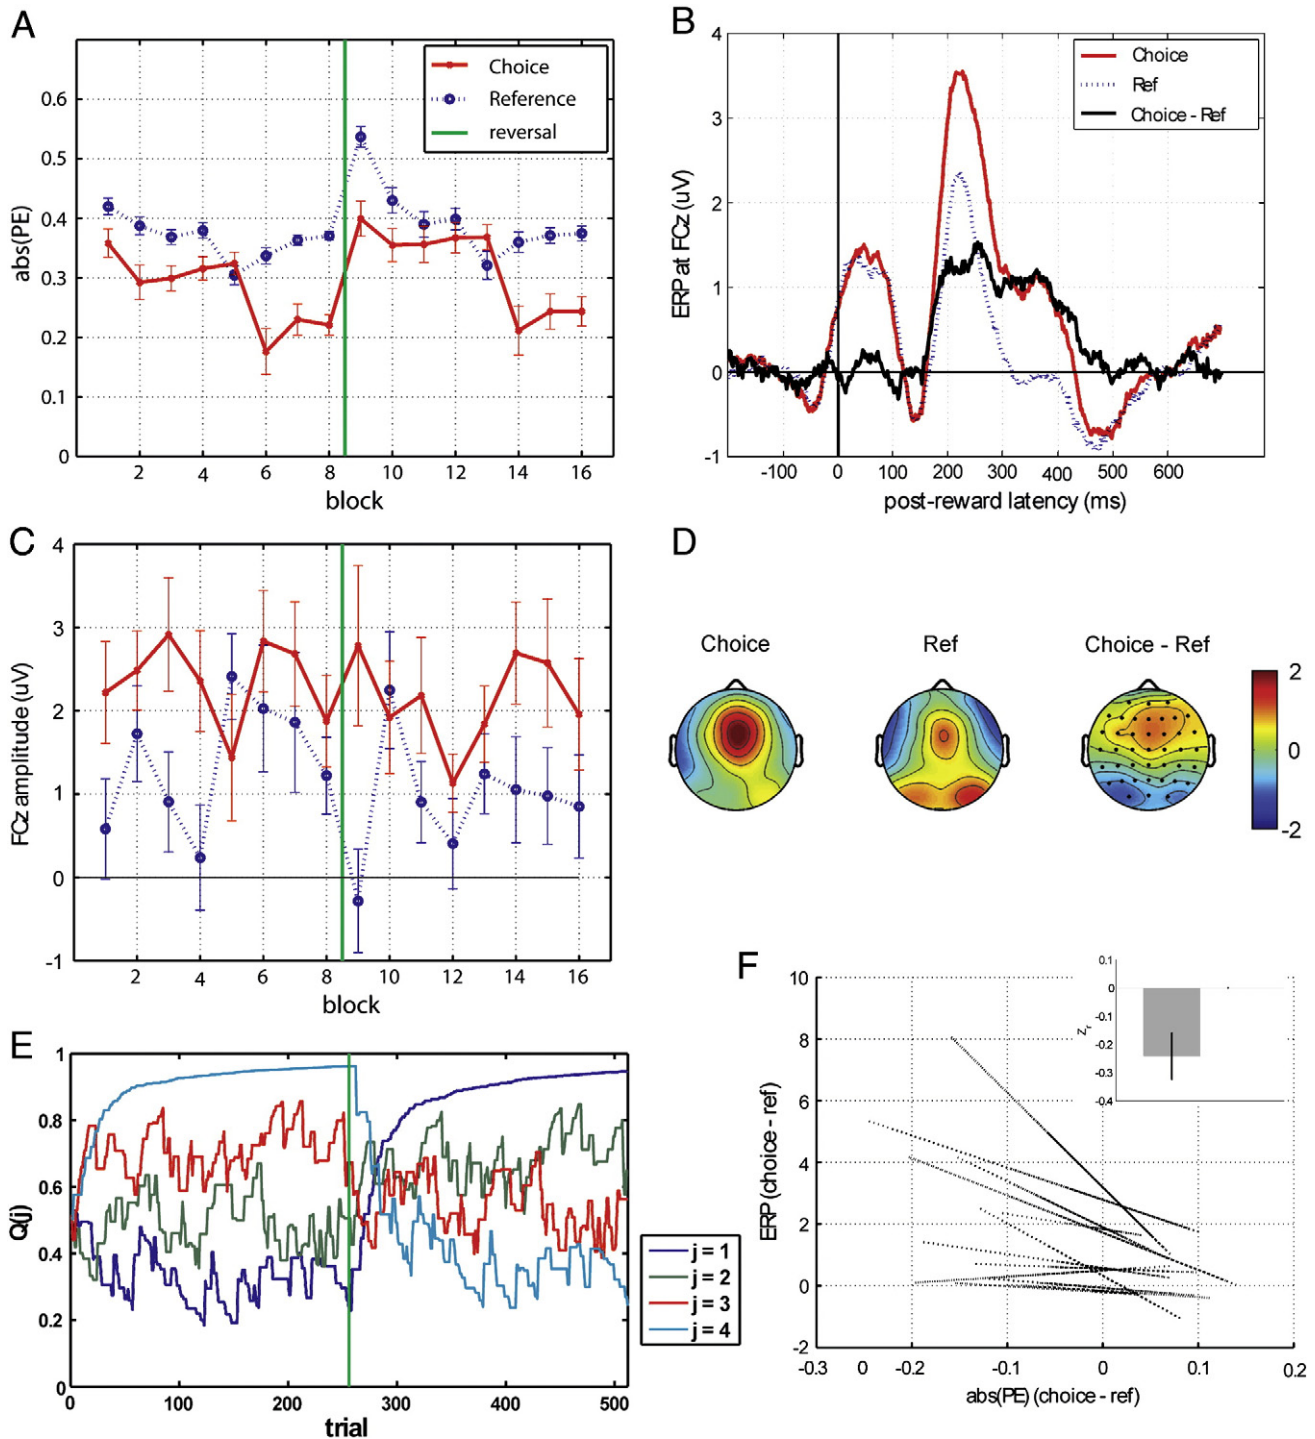 A
Choice
Reference
reversal
abs(PE)
0.6
0.5
0.4
0.3
0.2
0.1
0
2 4 6 8 10 12 14 16
block
B
Choice
Ref
Choice - Ref
ERP at FCz (uV)
4
3
2
1
0
-1
-100 0 100 200 300 400 500 600
post-reward latency (ms)
C
FCz amplitude (uV)
4
3
2
1
0
-1
2 4 6 8 10 12 14 16
block
D
Choice Ref Choice - Ref
2
0
-2
E
Q(j)
1
0.8
0.6
0.4
0.2
0
0 100 200 300 400 500
trial
j = 1
j = 2
j = 3
j = 4
F
ERP (choice - ref)
10
8
6
4
2
0
-2
-0.3 0 -0.2 -0.1 0 0.1 0.2
abs(PE) (choice - ref)
zr
0.1
0
-0.1
-0.2
-0.3
-0.4